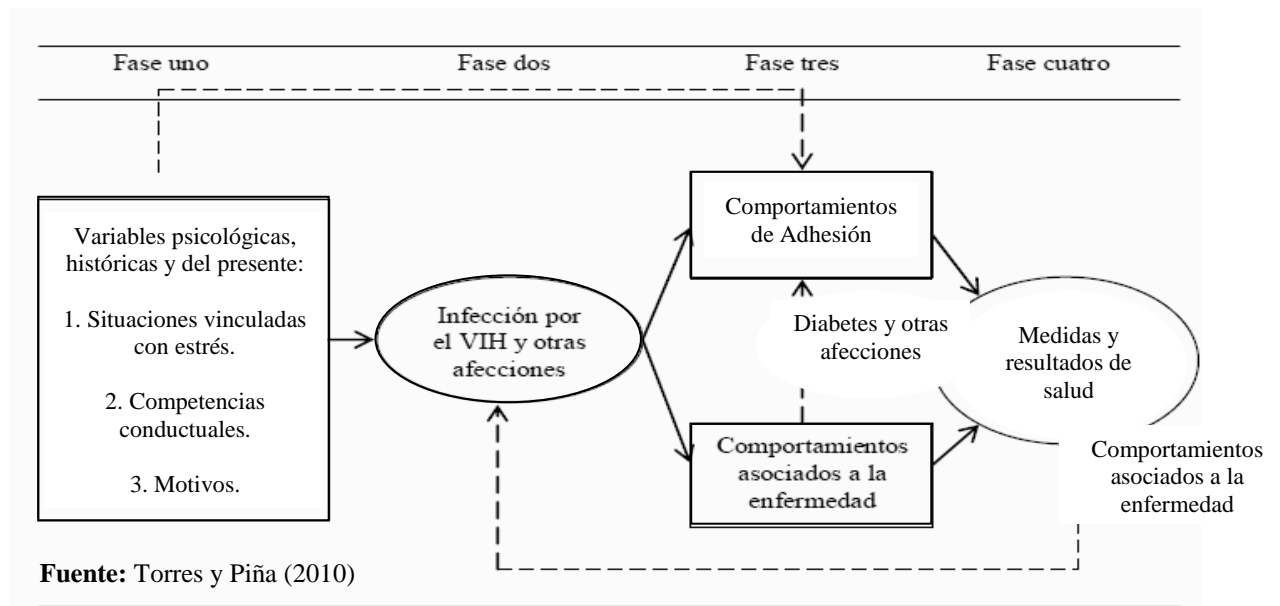 Fase uno
Fase dos
Fase tres
Fase cuatro
Variables psicológicas,
históricas y del presente:
1. Situaciones vinculadas
con estrés.
2. Competencias
conductuales.
3. Motivos.
Infección por
el VIH y otras
afecciones
Comportamientos
de Adhesión
Diabetes y otras
afecciones
Comportamientos
asociados a la
enfermedad
Medidas y
resultados de
salud
Comportamientos
asociados a la
enfermedad
Fuente: Torres y Piña (2010)